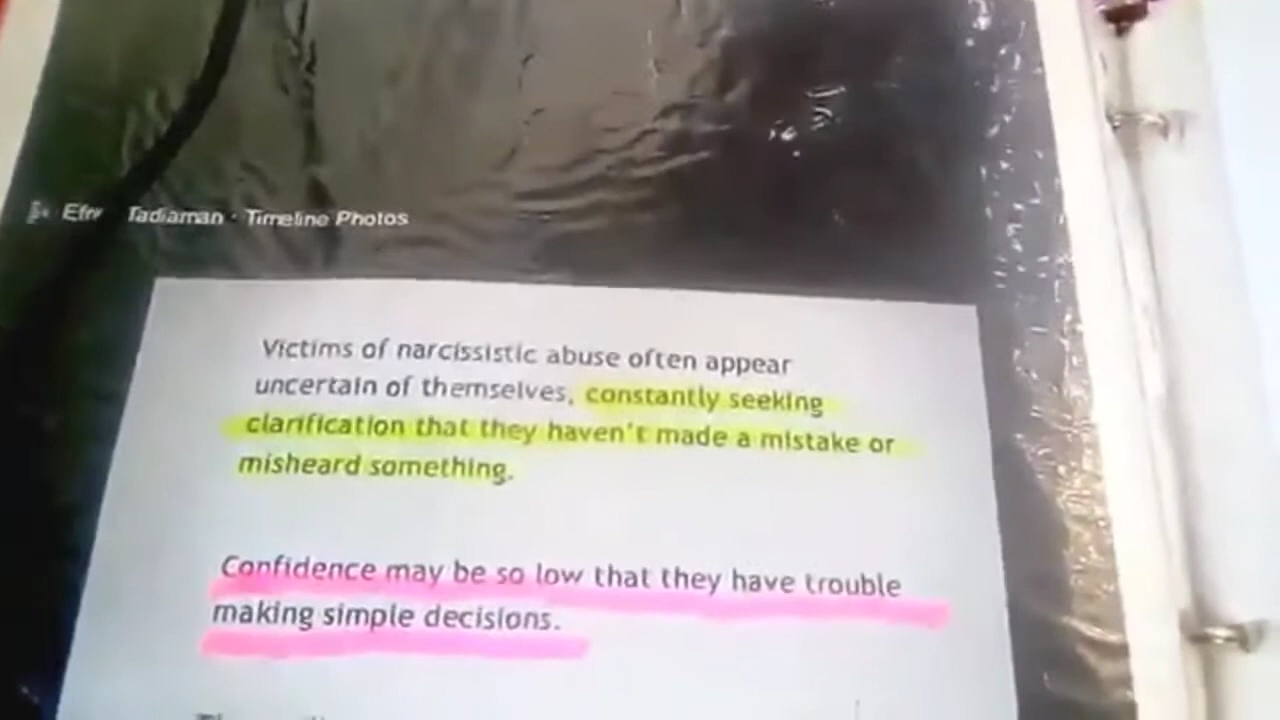 Tadiaman · Timeline Photos
Victims of narcissistic abuse often appear
uncertain of themselves, constantly seeking
clarification that they haven't made a mistake or
misheard something.
Confidence may be so low that they have trouble
making simple decisions.